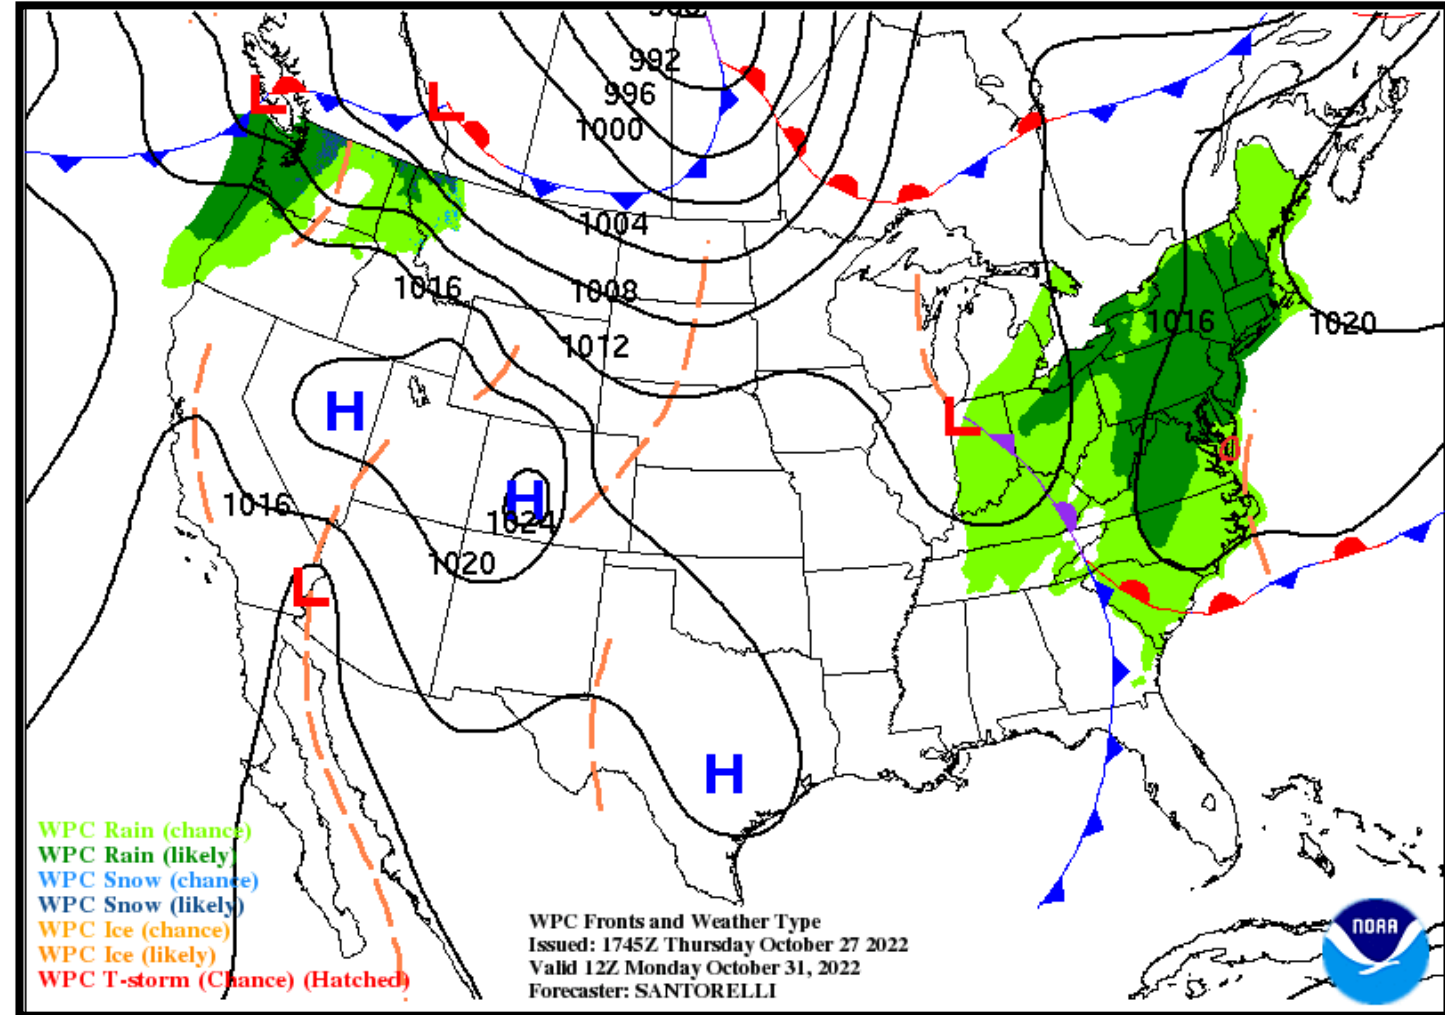 992
996
1000
1004
1016
1008
1012
1016
1020
L
L
H
L
H
1024
1016
1020
L
H
WPC Rain (chance)
WPC Rain (likely)
WPC Snow (chance)
WPC Snow (likely)
WPC Ice (chance)
WPC Ice (likely)
WPC T-storm (Chance) (Hatched)
WPC Fronts and Weather Type
Issued: 1745Z Thursday October 27 2022
Valid 12Z Monday October 31, 2022
Forecaster: SANTORELLI
NOAA